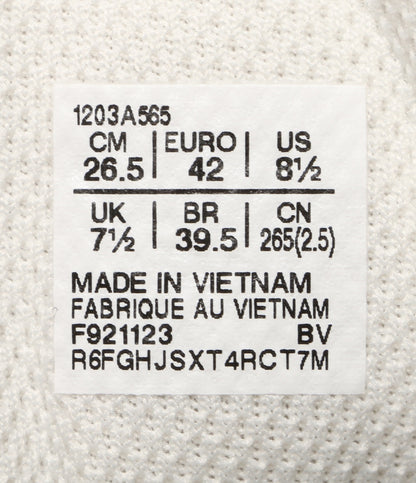 1203A565
CM | EURO | US
26.5 | 42 | 8½
UK | BR | CN
7½ | 39.5 | 265(2.5)
MADE IN VIETNAM
FABRIQUE AU VIETNAM
F921123 BV
R6FGHJSXT4RCT7M